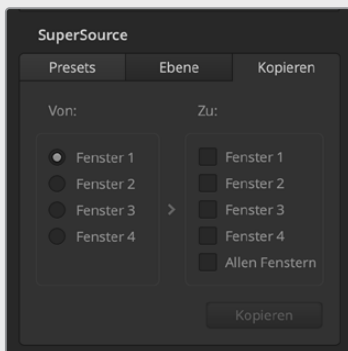 SuperSource
Presets Ebene Kopieren
Von: Zu:
Fenster 1 Fenster 1
Fenster 2 Fenster 2
Fenster 3 > Fenster 3
Fenster 4 Fenster 4
Allen Fenstern
Kopieren